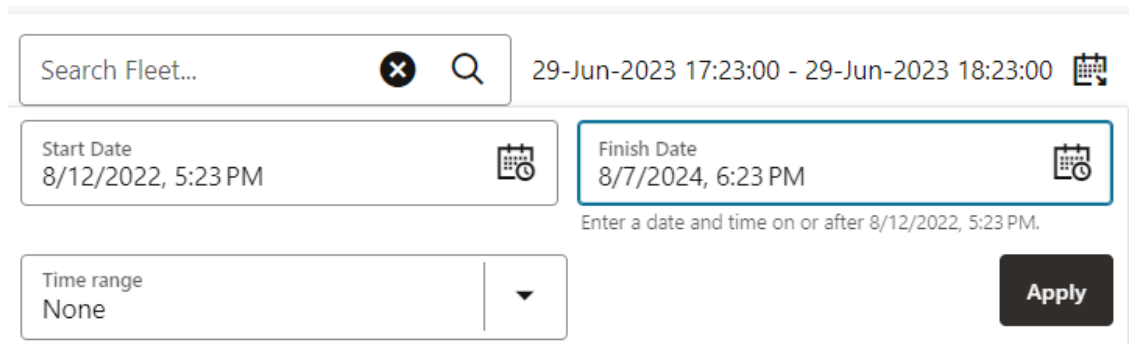 Search Fleet...
29-Jun-2023 17:23:00 - 29-Jun-2023 18:23:00
Start Date
8/12/2022, 5:23 PM
Finish Date
8/7/2024, 6:23 PM
Enter a date and time on or after 8/12/2022, 5:23 PM.
Time range
None
Apply